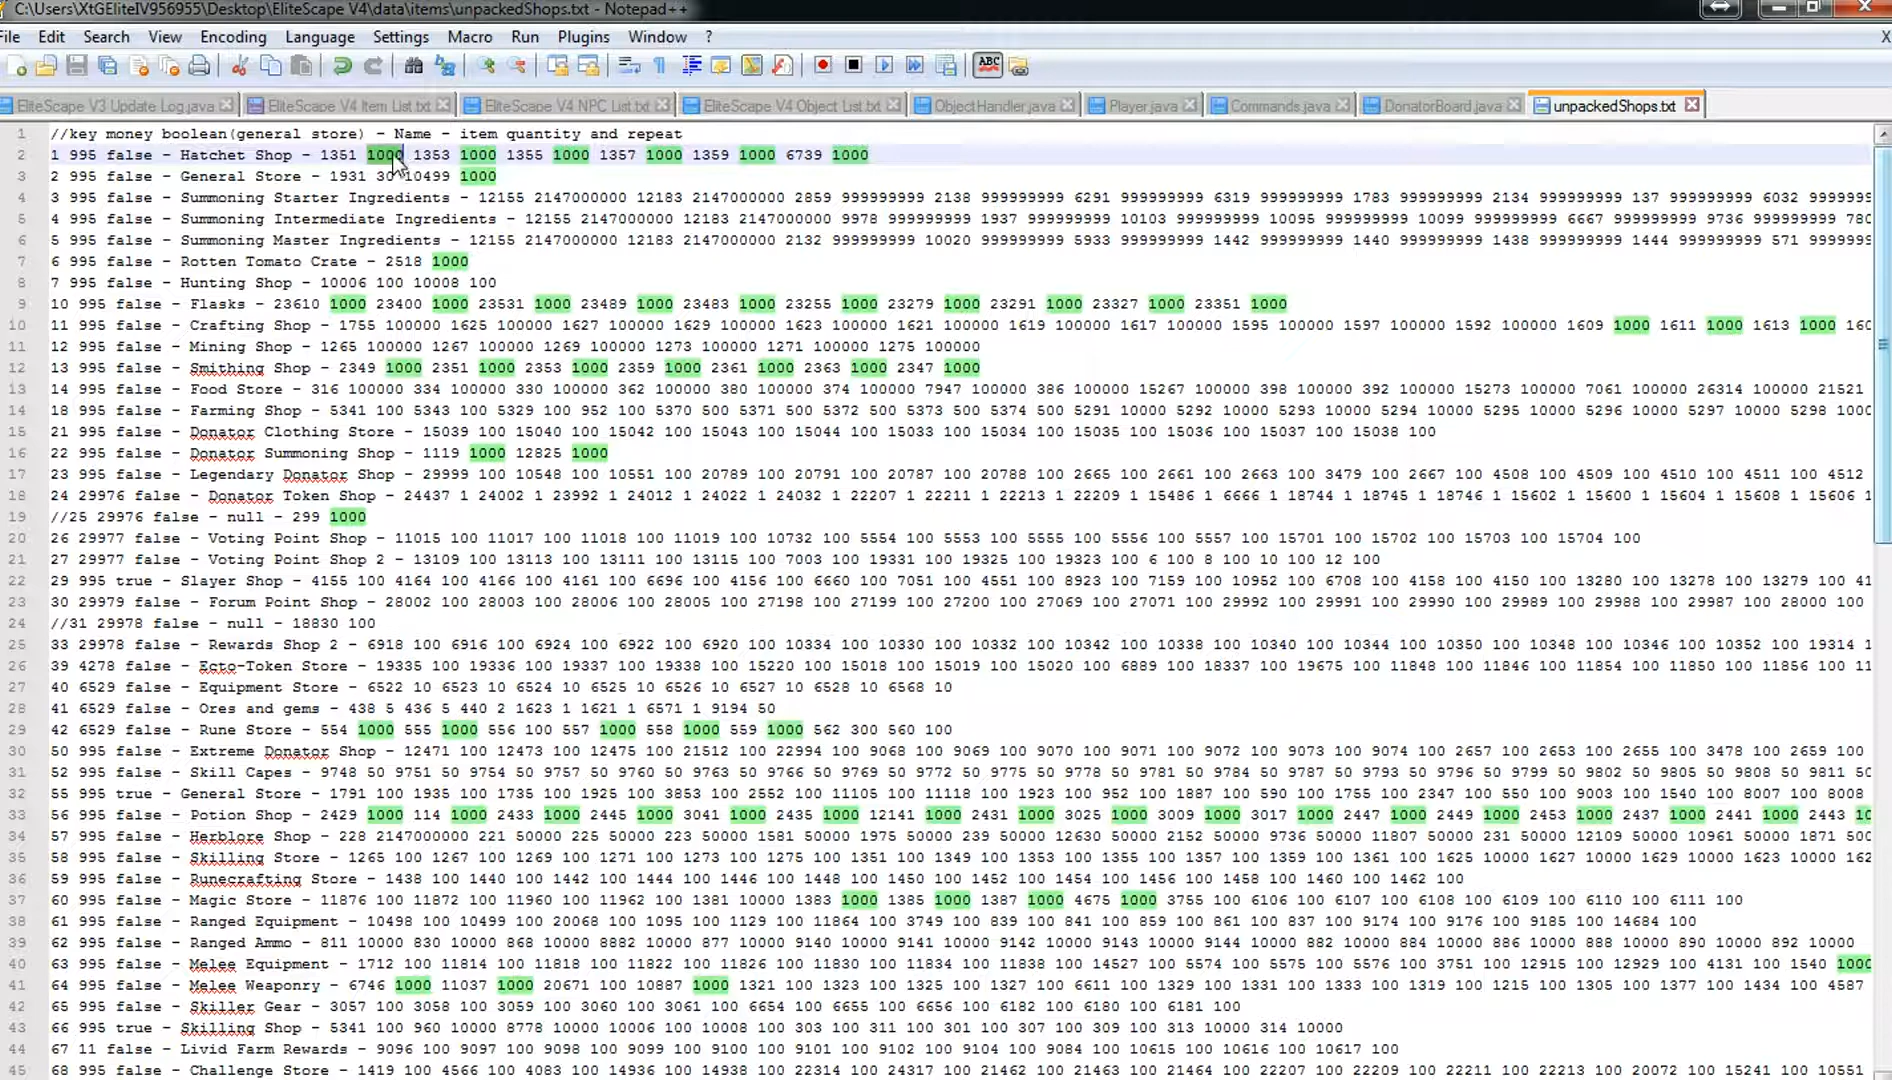 C:\Users\XtGEliteIV956955\Desktop\EliteScape V4\data\items\unpackedShops.txt - Notepad++
File Edit Search View Encoding Language Settings Macro Run Plugins Window ? X
EliteScape V3 Update Log.java EliteScape V4 Item List.txt EliteScape V4 NPC List.txt EliteScape V4 Object List.txt ObjectHandler.java Player.java Commands.java DonatorBoard.java unpackedShops.txt
1 //key money boolean(general store) - Name - item quantity and repeat
2 1 995 false - Hatchet Shop - 1351 1000 1353 1000 1355 1000 1357 1000 1359 1000 6739 1000
3 2 995 false - General Store - 1931 30 10499 1000
4 3 995 false - Summoning Starter Ingredients - 12155 2147000000 12183 2147000000 2859 999999999 2138 999999999 6291 999999999 6319 999999999 1783 999999999 2134 999999999 137 999999999 6032 9999999
5 4 995 false - Summoning Intermediate Ingredients - 12155 2147000000 12183 2147000000 9978 999999999 1937 999999999 10103 999999999 10095 999999999 10099 999999999 6667 999999999 9736 999999999 780
6 5 995 false - Summoning Master Ingredients - 12155 2147000000 12183 2147000000 2132 999999999 10020 999999999 5933 999999999 1442 999999999 1440 999999999 1438 999999999 1444 999999999 571 9999999
7 6 995 false - Rotten Tomato Crate - 2518 1000
8 7 995 false - Hunting Shop - 10006 100 10008 100
9 10 995 false - Flasks - 23610 1000 23400 1000 23531 1000 23489 1000 23483 1000 23255 1000 23279 1000 23291 1000 23327 1000 23351 1000
10 11 995 false - Crafting Shop - 1755 100000 1625 100000 1627 100000 1629 100000 1623 100000 1621 100000 1619 100000 1617 100000 1595 100000 1597 100000 1592 100000 1609 1000 1611 1000 1613 1000 160
11 12 995 false - Mining Shop - 1265 100000 1267 100000 1269 100000 1273 100000 1271 100000 1275 100000
12 13 995 false - Smithing Shop - 2349 1000 2351 1000 2353 1000 2359 1000 2361 1000 2363 1000 2347 1000
13 14 995 false - Food Store - 316 100000 334 100000 330 100000 362 100000 380 100000 374 100000 7947 100000 386 100000 15267 100000 398 100000 392 100000 15273 100000 7061 100000 26314 100000 21521
14 18 995 false - Farming Shop - 5341 100 5343 100 5329 100 952 100 5370 500 5371 500 5372 500 5373 500 5374 500 5291 10000 5292 10000 5293 10000 5294 10000 5295 10000 5296 10000 5297 10000 5298 1000
15 21 995 false - Donator Clothing Store - 15039 100 15040 100 15042 100 15043 100 15044 100 15033 100 15034 100 15035 100 15036 100 15037 100 15038 100
16 22 995 false - Donator Summoning Shop - 1119 1000 12825 1000
17 23 995 false - Legendary Donator Shop - 29999 100 10548 100 10551 100 20789 100 20791 100 20787 100 20788 100 2665 100 2661 100 2663 100 3479 100 2667 100 4508 100 4509 100 4510 100 4511 100 4512
18 24 29976 false - Donator Token Shop - 24437 1 24002 1 23992 1 24012 1 24022 1 24032 1 22207 1 22211 1 22213 1 22209 1 15486 1 6666 1 18744 1 18745 1 18746 1 15602 1 15600 1 15604 1 15608 1 15606 1
19 //25 29976 false - null - 299 1000
20 26 29977 false - Voting Point Shop - 11015 100 11017 100 11018 100 11019 100 10732 100 5554 100 5553 100 5555 100 5556 100 5557 100 15701 100 15702 100 15703 100 15704 100
21 27 29977 false - Voting Point Shop 2 - 13109 100 13113 100 13111 100 13115 100 7003 100 19331 100 19325 100 19323 100 6 100 8 100 10 100 12 100
22 29 995 true - Slayer Shop - 4155 100 4164 100 4166 100 4161 100 6696 100 4156 100 6660 100 7051 100 4551 100 8923 100 7159 100 10952 100 6708 100 4158 100 4150 100 13280 100 13278 100 13279 100 41
23 30 29979 false - Forum Point Shop - 28002 100 28003 100 28006 100 28005 100 27198 100 27199 100 27200 100 27069 100 27071 100 29992 100 29991 100 29990 100 29989 100 29988 100 29987 100 28000 100
24 //31 29978 false - null - 18830 100
25 33 29978 false - Rewards Shop 2 - 6918 100 6916 100 6924 100 6922 100 6920 100 10334 100 10330 100 10332 100 10342 100 10338 100 10340 100 10344 100 10350 100 10348 100 10346 100 10352 100 19314 1
26 39 4278 false - Ecto-Token Store - 19335 100 19336 100 19337 100 19338 100 15220 100 15018 100 15019 100 15020 100 6889 100 18337 100 19675 100 11848 100 11846 100 11854 100 11850 100 11856 100 11
27 40 6529 false - Equipment Store - 6522 10 6523 10 6524 10 6525 10 6526 10 6527 10 6528 10 6568 10
28 41 6529 false - Ores and gems - 438 5 436 5 440 2 1623 1 1621 1 6571 1 9194 50
29 42 6529 false - Rune Store - 554 1000 555 1000 556 100 557 1000 558 1000 559 1000 562 300 560 100
30 50 995 false - Extreme Donator Shop - 12471 100 12473 100 12475 100 21512 100 22994 100 9068 100 9069 100 9070 100 9071 100 9072 100 9073 100 9074 100 2657 100 2653 100 2655 100 3478 100 2659 100
31 52 995 false - Skill Capes - 9748 50 9751 50 9754 50 9757 50 9760 50 9763 50 9766 50 9769 50 9772 50 9775 50 9778 50 9781 50 9784 50 9787 50 9793 50 9796 50 9799 50 9802 50 9805 50 9808 50 9811 50
32 55 995 true - General Store - 1791 100 1935 100 1735 100 1925 100 3853 100 2552 100 11105 100 11118 100 1923 100 952 100 1887 100 590 100 1755 100 2347 100 550 100 9003 100 1540 100 8007 100 8008
33 56 995 false - Potion Shop - 2429 1000 114 1000 2433 1000 2445 1000 3041 1000 2435 1000 12141 1000 2431 1000 3025 1000 3009 1000 3017 1000 2447 1000 2449 1000 2453 1000 2437 1000 2441 1000 2443 10
34 57 995 false - Herblore Shop - 228 2147000000 221 50000 225 50000 223 50000 1581 50000 1975 50000 239 50000 12630 50000 2152 50000 9736 50000 11807 50000 231 50000 12109 50000 10961 50000 1871 500
35 58 995 false - Skilling Store - 1265 100 1267 100 1269 100 1271 100 1273 100 1275 100 1351 100 1349 100 1353 100 1355 100 1357 100 1359 100 1361 100 1625 10000 1627 10000 1629 10000 1623 10000 162
36 59 995 false - Runecrafting Store - 1438 100 1440 100 1442 100 1444 100 1446 100 1448 100 1450 100 1452 100 1454 100 1456 100 1458 100 1460 100 1462 100
37 60 995 false - Magic Store - 11876 100 11872 100 11960 100 11962 100 1381 10000 1383 1000 1385 1000 1387 1000 4675 1000 3755 100 6106 100 6107 100 6108 100 6109 100 6110 100 6111 100
38 61 995 false - Ranged Equipment - 10498 100 10499 100 20068 100 1095 100 1129 100 11864 100 3749 100 839 100 841 100 859 100 861 100 837 100 9174 100 9176 100 9185 100 14684 100
39 62 995 false - Ranged Ammo - 811 10000 830 10000 868 10000 8882 10000 877 10000 9140 10000 9141 10000 9142 10000 9143 10000 9144 10000 882 10000 884 10000 886 10000 888 10000 890 10000 892 10000
40 63 995 false - Melee Equipment - 1712 100 11814 100 11818 100 11822 100 11826 100 11830 100 11834 100 11838 100 14527 100 5574 100 5575 100 5576 100 3751 100 12915 100 12929 100 4131 100 1540 1000
41 64 995 false - Melee Weaponry - 6746 1000 11037 1000 20671 100 10887 1000 1321 100 1323 100 1325 100 1327 100 6611 100 1329 100 1331 100 1333 100 1319 100 1215 100 1305 100 1377 100 1434 100 4587
42 65 995 false - Skiller Gear - 3057 100 3058 100 3059 100 3060 100 3061 100 6654 100 6655 100 6656 100 6182 100 6180 100 6181 100
43 66 995 true - Skilling Shop - 5341 100 960 10000 8778 10000 10006 100 10008 100 303 100 311 100 301 100 307 100 309 100 313 10000 314 10000
44 67 11 false - Livid Farm Rewards - 9096 100 9097 100 9098 100 9099 100 9100 100 9101 100 9102 100 9104 100 9084 100 10615 100 10616 100 10617 100
45 68 995 false - Challenge Store - 1419 100 4566 100 4083 100 14936 100 14938 100 22314 100 24317 100 21462 100 21463 100 21464 100 22207 100 22209 100 22211 100 22213 100 20072 100 15241 100 10551